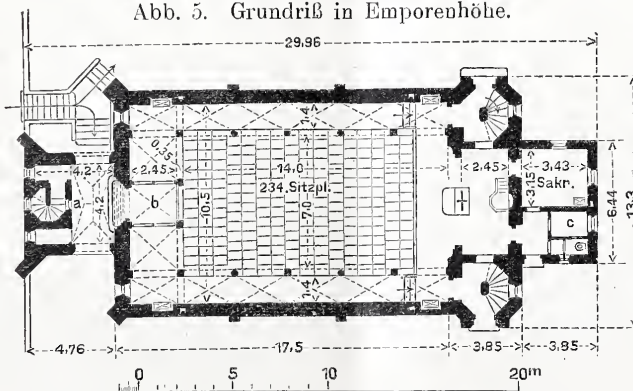 Abb. 5. Grundriß in Emporenhöhe.
29,96
1,4
0,35
4,2
2,45
14,0
2,45
3,43
234 Sitzpl.
3,15
Sakr.
a
4,2
b
10,5
7,0
c
6,44
13,3
1,4
4,76
17,5
3,85
3,85
0 5 10 20m